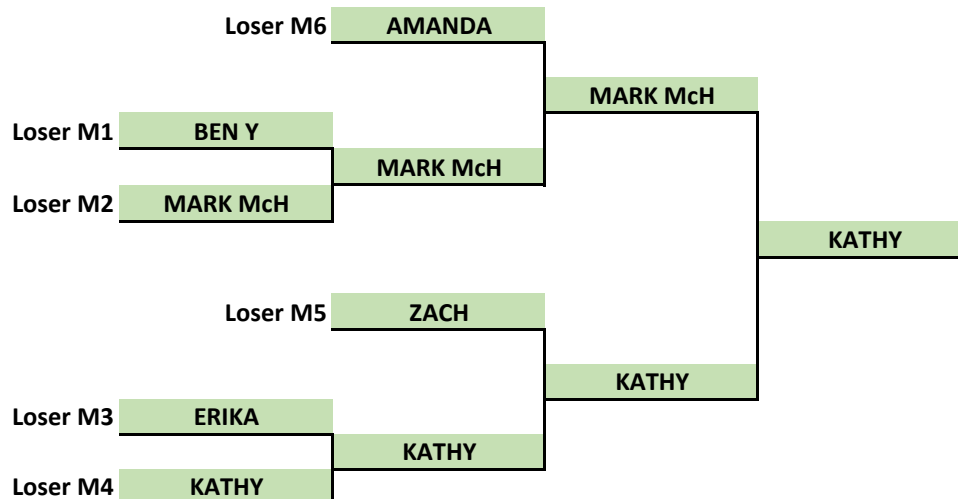 Loser M6 AMANDA
MARK McH
Loser M1 BEN Y
MARK McH
Loser M2 MARK McH
KATHY
Loser M5 ZACH
KATHY
Loser M3 ERIKA
KATHY
Loser M4 KATHY